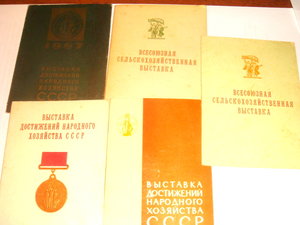 1967
ВЫСТАВКА
ДОСТИЖЕНИЙ
НАРОДНОГО
ХОЗЯЙСТВА
СССР
ВСЕСОЮЗНАЯ
СЕЛЬСКОХОЗЯЙСТВЕННАЯ
ВЫСТАВКА
ВСЕСОЮЗНАЯ
СЕЛЬСКОХОЗЯЙСТВЕННАЯ
ВЫСТАВКА
ВЫСТАВКА
ДОСТИЖЕНИЙ НАРОДНОГО
ХОЗЯЙСТВА СССР
ВЫСТАВКА
ДОСТИЖЕНИЙ
НАРОДНОГО
ХОЗЯЙСТВА
СССР